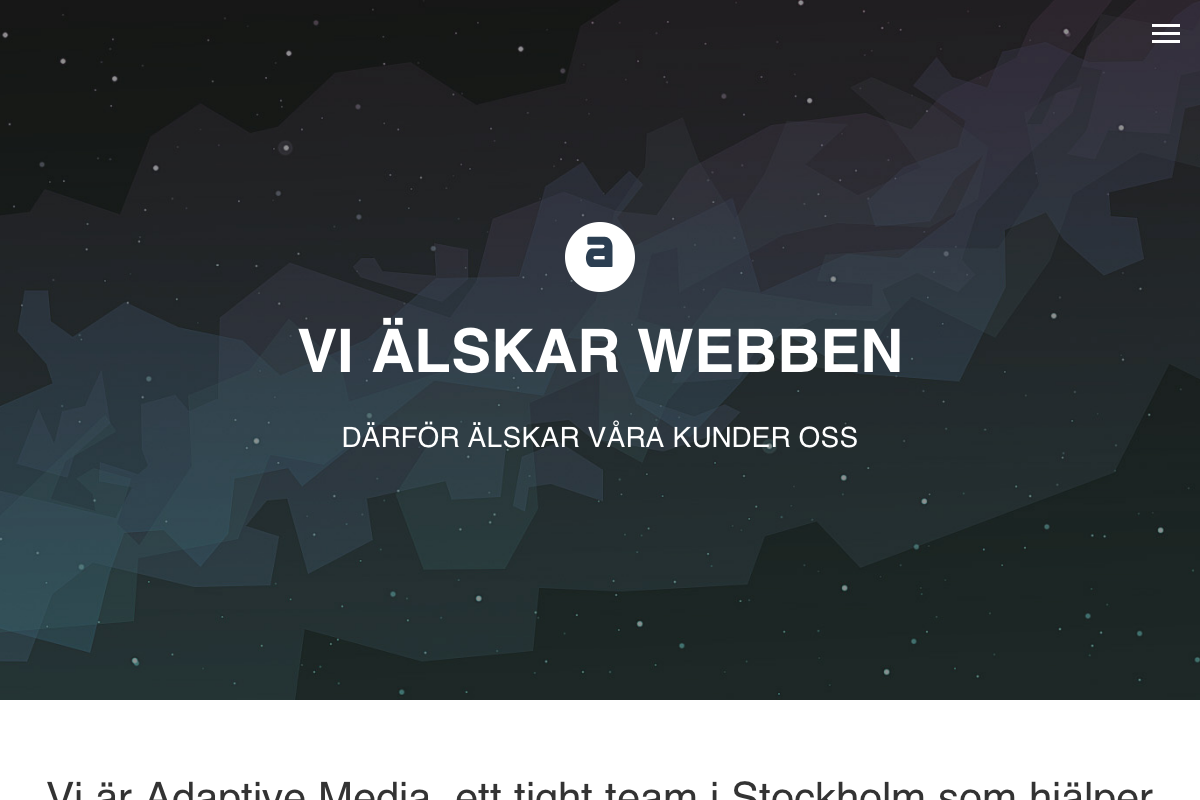 a
VI ÄLSKAR WEBBEN
DÄRFÖR ÄLSKAR VÅRA KUNDER OSS
Vi är Adaptive Media, ett tight team i Stockholm som hjälper